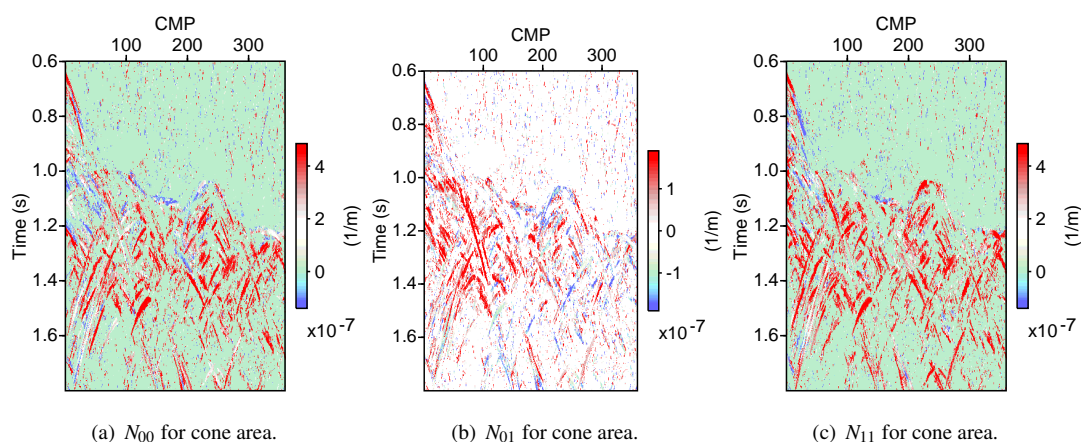 CMP
100 200 300
0.6
0.8
1.0
1.2
1.4
1.6
Time (s)
4
2
0
(1/m)
x10-7
(a) N00 for cone area.
CMP
100 200 300
0.6
0.8
1.0
1.2
1.4
1.6
Time (s)
1
0
-1
(1/m)
x10-7
(b) N01 for cone area.
CMP
100 200 300
0.6
0.8
1.0
1.2
1.4
1.6
Time (s)
4
2
0
(1/m)
x10-7
(c) N11 for cone area.